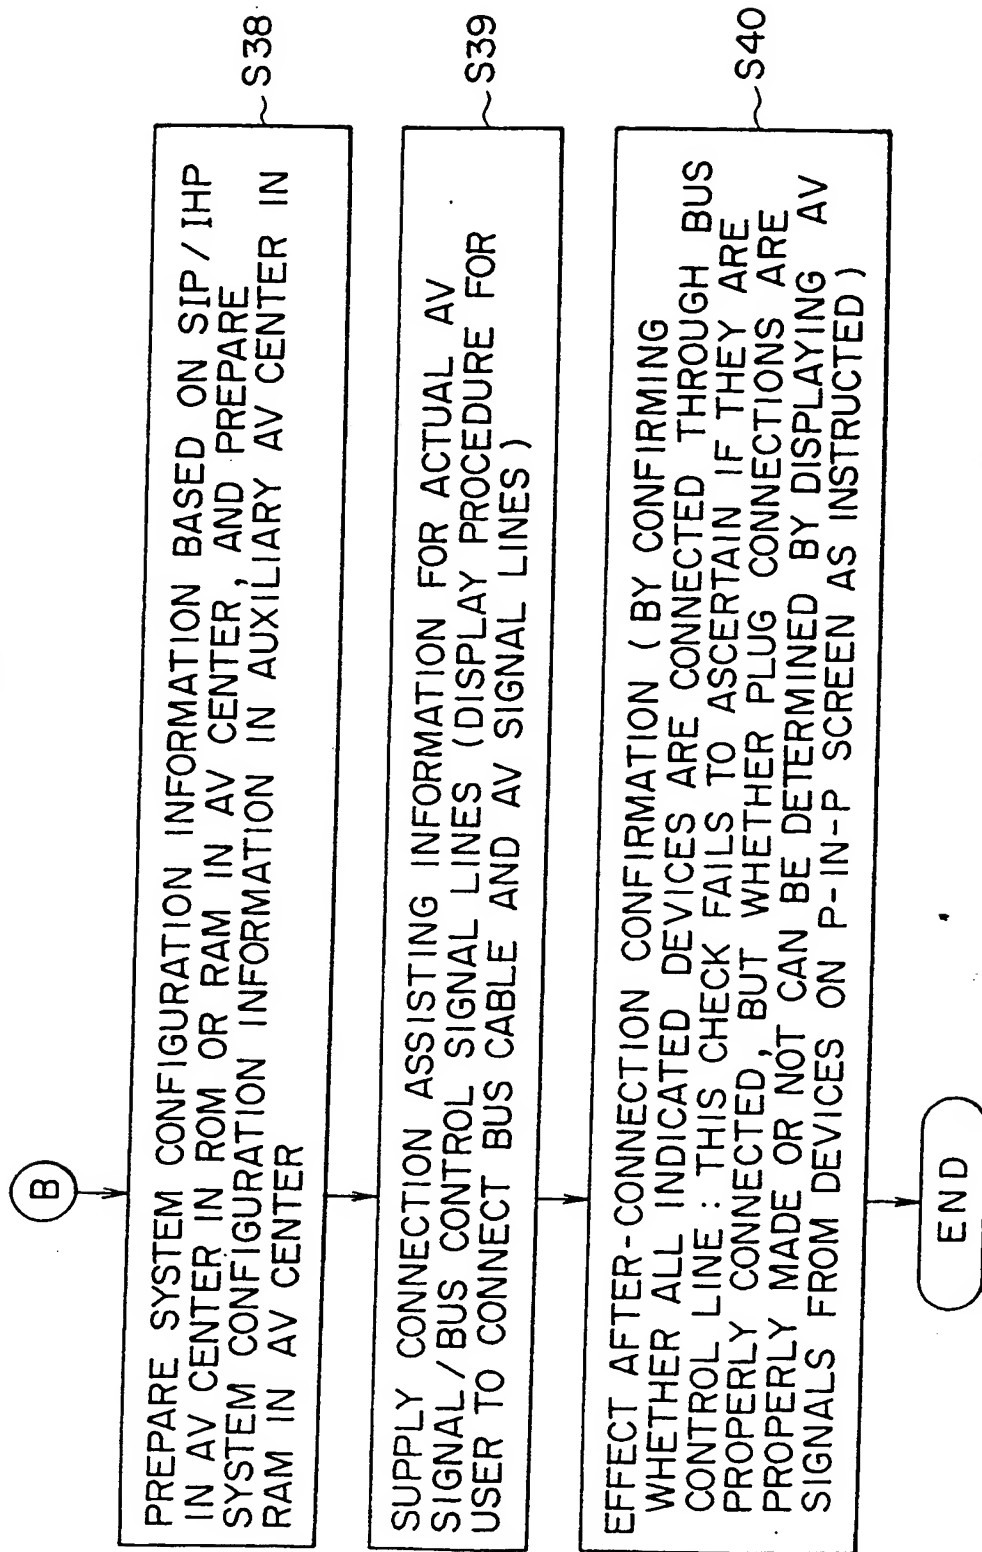 B
PREPARE SYSTEM CONFIGURATION INFORMATION BASED ON SIP/IHP
IN AV CENTER IN ROM OR RAM IN AV CENTER, AND PREPARE
SYSTEM CONFIGURATION INFORMATION IN AUXILIARY AV CENTER IN
RAM IN AV CENTER
S38
SUPPLY CONNECTION ASSISTING INFORMATION FOR ACTUAL AV
SIGNAL/BUS CONTROL SIGNAL LINES (DISPLAY PROCEDURE FOR
USER TO CONNECT BUS CABLE AND AV SIGNAL LINES)
S39
EFFECT AFTER-CONNECTION CONFIRMATION (BY CONFIRMING
WHETHER ALL INDICATED DEVICES ARE CONNECTED THROUGH BUS
CONTROL LINE : THIS CHECK FAILS TO ASCERTAIN IF THEY ARE
PROPERLY CONNECTED, BUT WHETHER PLUG CONNECTIONS ARE
PROPERLY MADE OR NOT CAN BE DETERMINED BY DISPLAYING AV
SIGNALS FROM DEVICES ON P-IN-P SCREEN AS INSTRUCTED)
S40
END